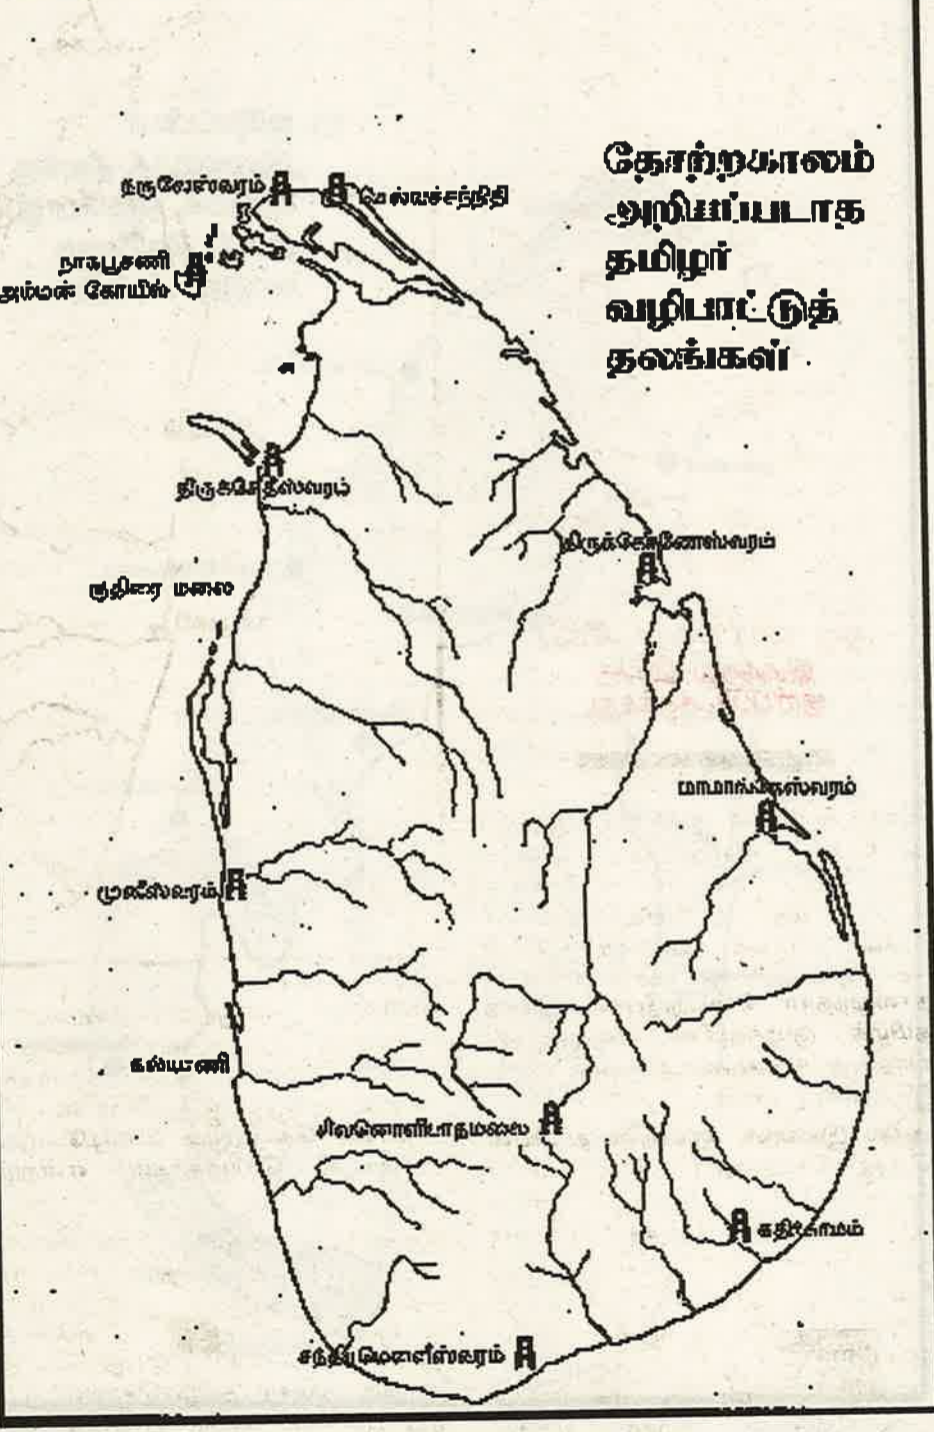 தோற்றகாலம்
அறியப்படாத
தமிழர்
வழிபாட்டுத்
தலங்கள்
நகுலேஸ்வரம்
செல்வச்சந்நிதி
நாகபூசணி
அம்மன் கோயில்
திருக்கேதீஸ்வரம்
திருக்கோணேஸ்வரம்
குதிரை மலை
மாமாங்கேஸ்வரம்
முனீஸ்வரம்
கல்யாணி
சிவனொளிபாதமலை
கதிர்காமம்
சந்திரமௌலீஸ்வரம்